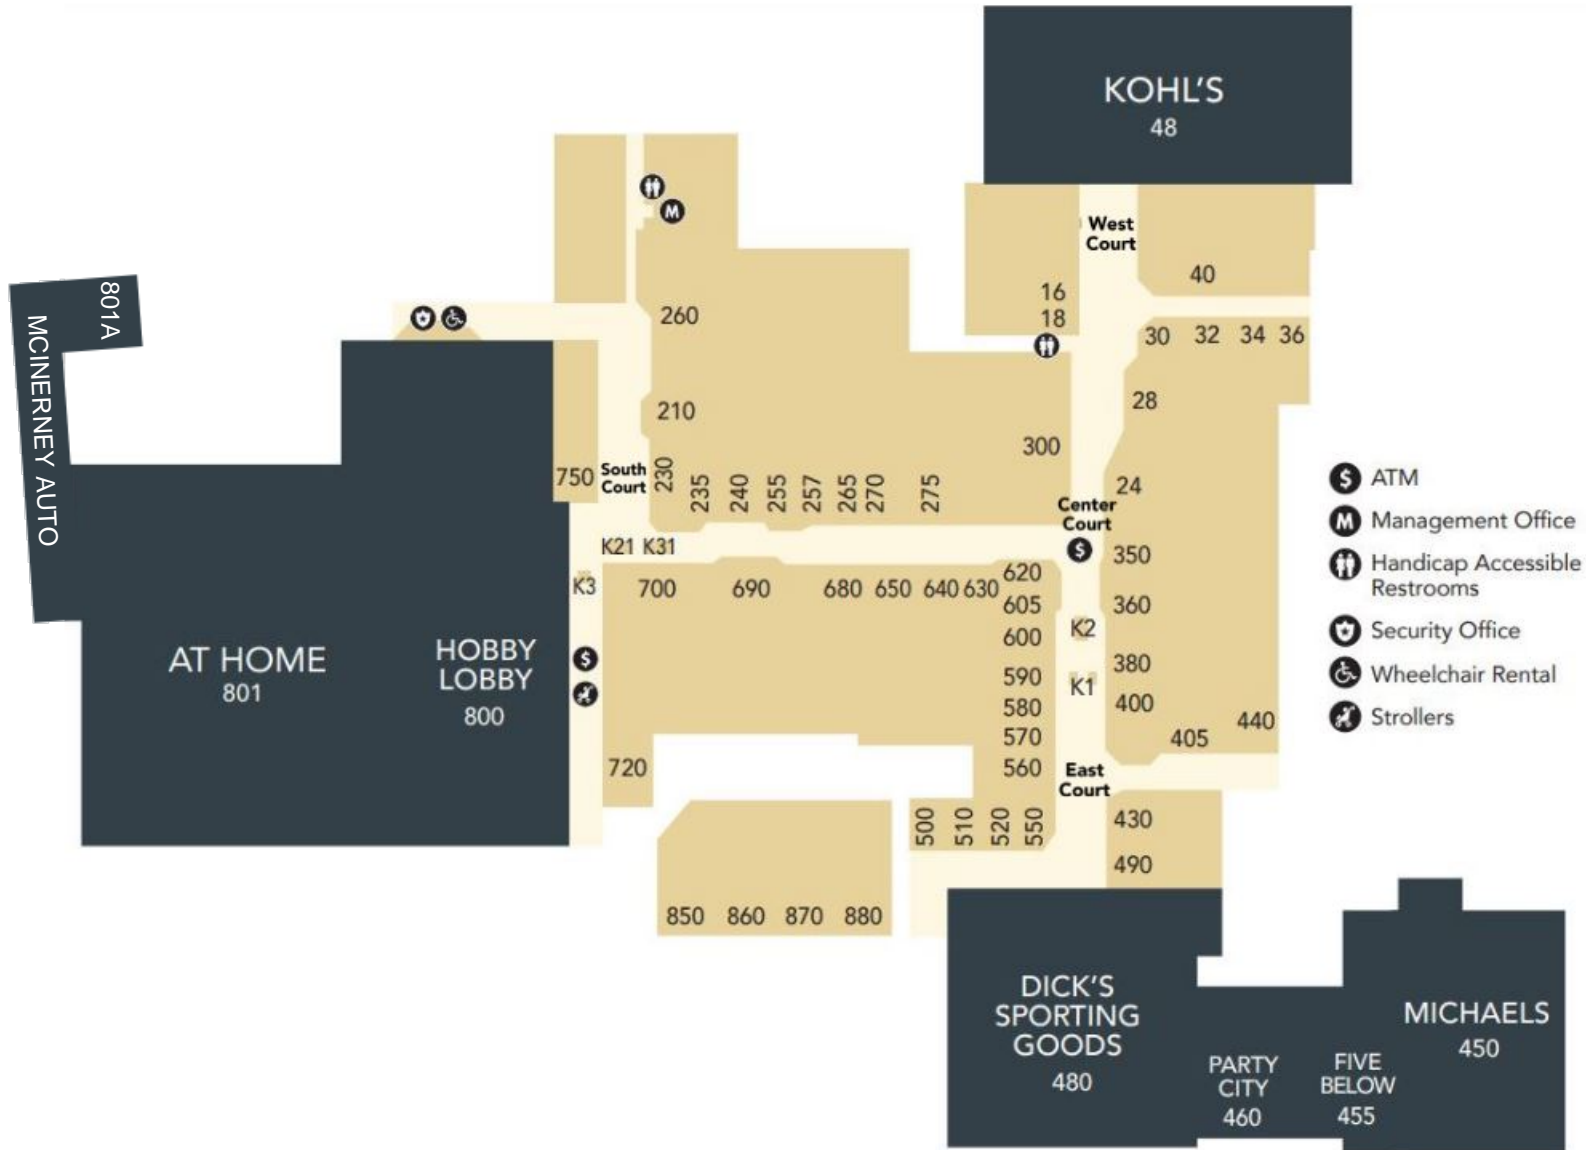 KOHL'S
48
West
Court
40
16
18
30 32 34 36
28
24
300
Center
Court
$
M
260
210
230
235
240
255
257
265
270
275
750
South
Court
801A
MCINERNEY AUTO
K21 K31
K3
700 690 680 650 640 630
620
605
600
590
580
570
560
350
360
380
400
405
440
K2
K1
East
Court
430
490
500
510
520
550
720
$
850 860 870 880
AT HOME
801
HOBBY
LOBBY
800
DICK'S
SPORTING
GOODS
480
PARTY
CITY
460
FIVE
BELOW
455
MICHAELS
450
$ ATM
M Management Office
Handicap Accessible
Restrooms
Security Office
Wheelchair Rental
Strollers